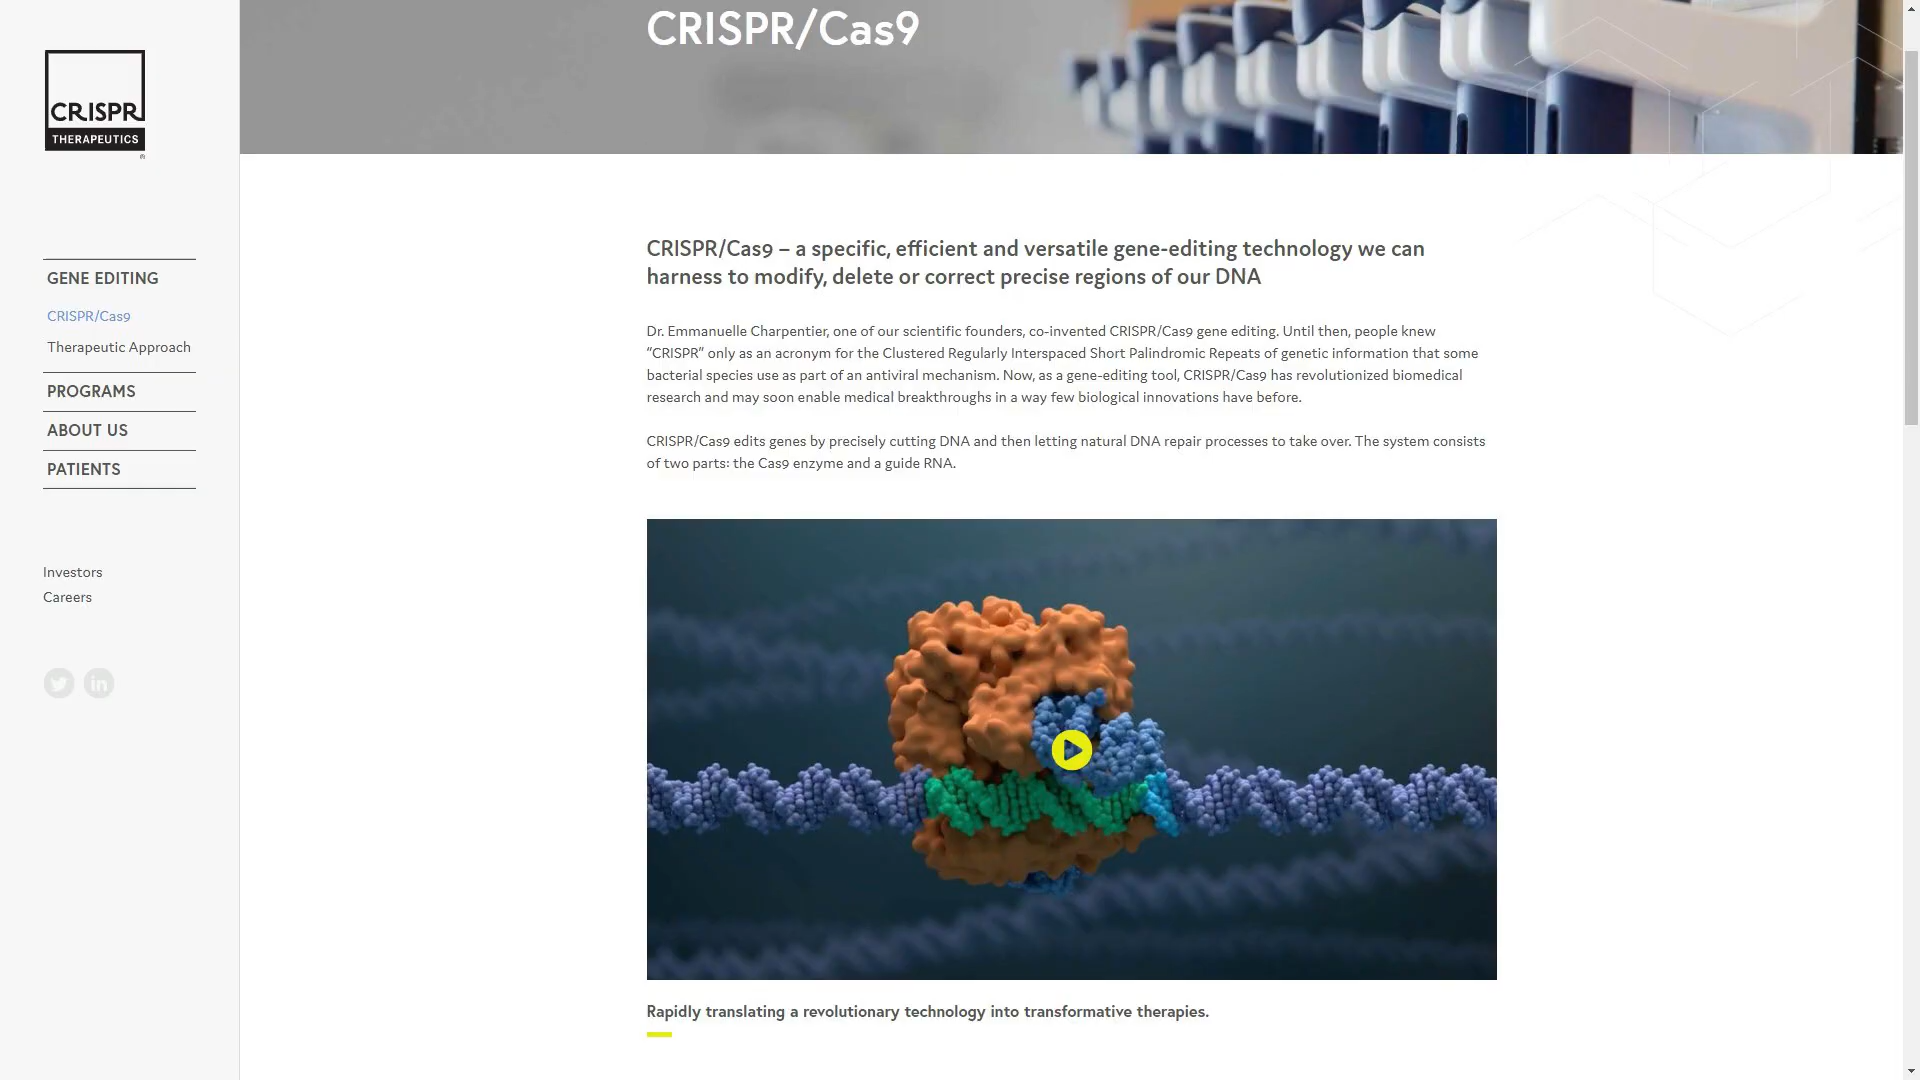 CRISPR/Cas9
CRISPR
THERAPEUTICS
®
GENE EDITING
CRISPR/Cas9
Therapeutic Approach
PROGRAMS
ABOUT US
PATIENTS
Investors
Careers
in
CRISPR/Cas9 – a specific, efficient and versatile gene-editing technology we can
harness to modify, delete or correct precise regions of our DNA
Dr. Emmanuelle Charpentier, one of our scientific founders, co-invented CRISPR/Cas9 gene editing. Until then, people knew
“CRISPR” only as an acronym for the Clustered Regularly Interspaced Short Palindromic Repeats of genetic information that some
bacterial species use as part of an antiviral mechanism. Now, as a gene-editing tool, CRISPR/Cas9 has revolutionized biomedical
research and may soon enable medical breakthroughs in a way few biological innovations have before.
CRISPR/Cas9 edits genes by precisely cutting DNA and then letting natural DNA repair processes to take over. The system consists
of two parts: the Cas9 enzyme and a guide RNA.
Rapidly translating a revolutionary technology into transformative therapies.